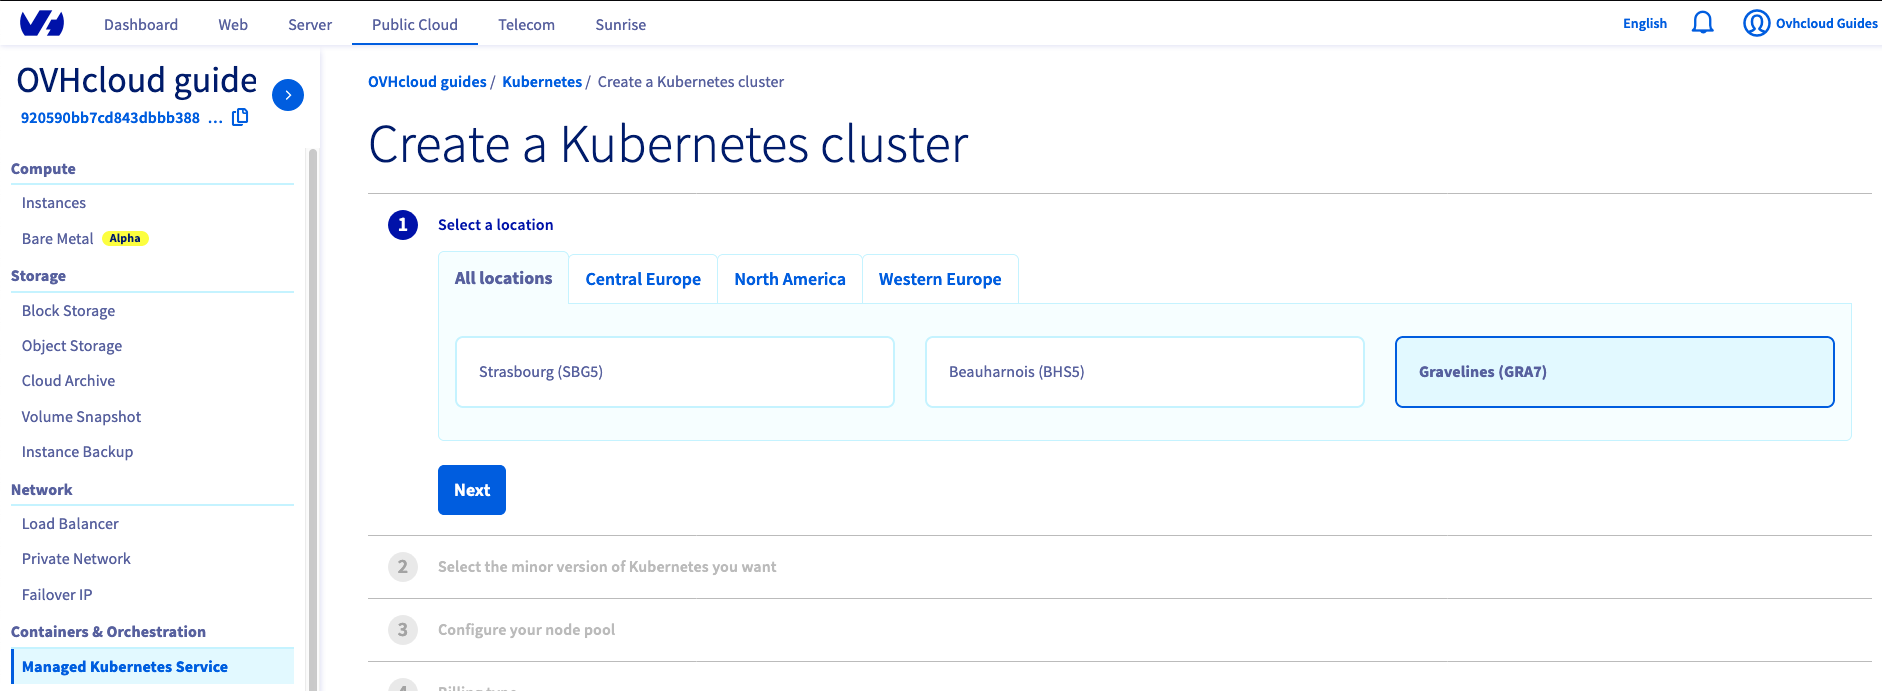 Dashboard Web Server Public Cloud Telecom Sunrise English Ovhcloud Guides
OVHcloud guide
920590bb7cd843dbbb388 ...
Compute
Instances
Bare Metal Alpha
Storage
Block Storage
Object Storage
Cloud Archive
Volume Snapshot
Instance Backup
Network
Load Balancer
Private Network
Failover IP
Containers & Orchestration
Managed Kubernetes Service
OVHcloud guides / Kubernetes / Create a Kubernetes cluster
Create a Kubernetes cluster
1 Select a location
All locations Central Europe North America Western Europe
Strasbourg (SBG5) Beauharnois (BHS5) Gravelines (GRA7)
Next
2 Select the minor version of Kubernetes you want
3 Configure your node pool
4 Billing type